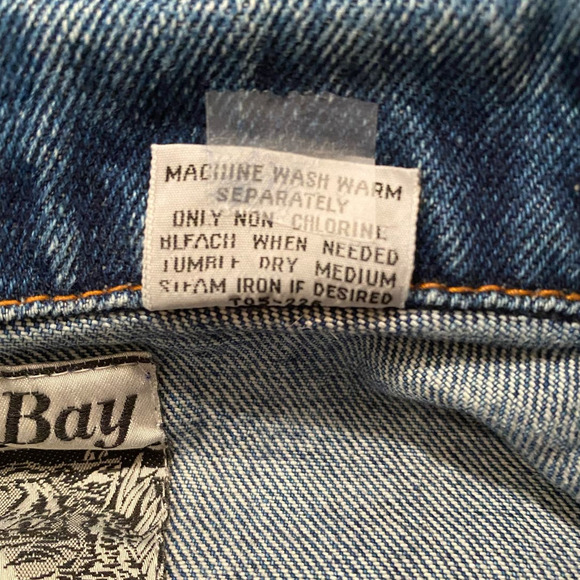 MACHINE WASH WARM
SEPARATELY
ONLY NON CHLORINE
BLEACH WHEN NEEDED
TUMBLE DRY MEDIUM
STEAM IRON IF DESIRED
Bay